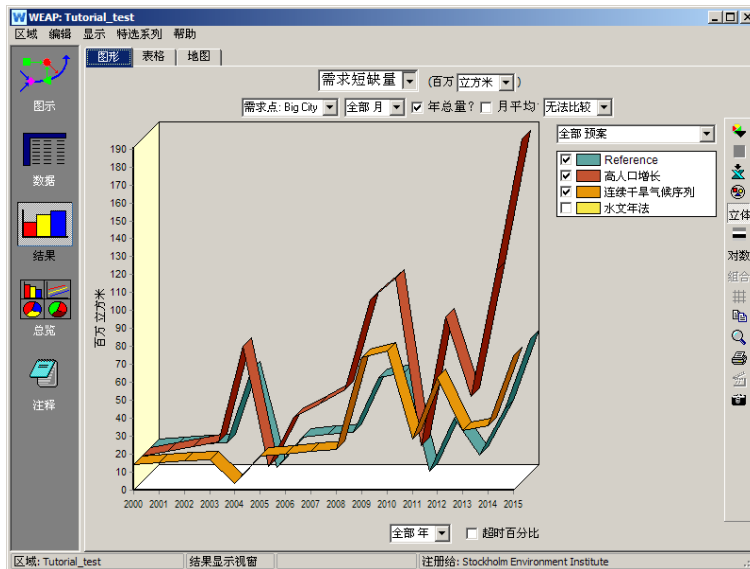 WEAP: Tutorial_test
区域 编辑 显示 特选系列 帮助
图形 表格 地图
需求短缺量 (百万 立方米 )
需求点: Big City 全部 月 年总量? 月平均 无法比较
全部 预案
Reference
高人口增长
连续干旱气候序列
水文年法
图示
数据
结果
总览
注释
立体
对数
组合
百万 立方米
190
180
170
160
150
140
130
120
110
100
90
80
70
60
50
40
30
20
10
0
2000 2001 2002 2003 2004 2005 2006 2007 2008 2009 2010 2011 2012 2013 2014 2015
全部 年 超时百分比
区域: Tutorial_test 结果显示视窗 注册给: Stockholm Environment Institute